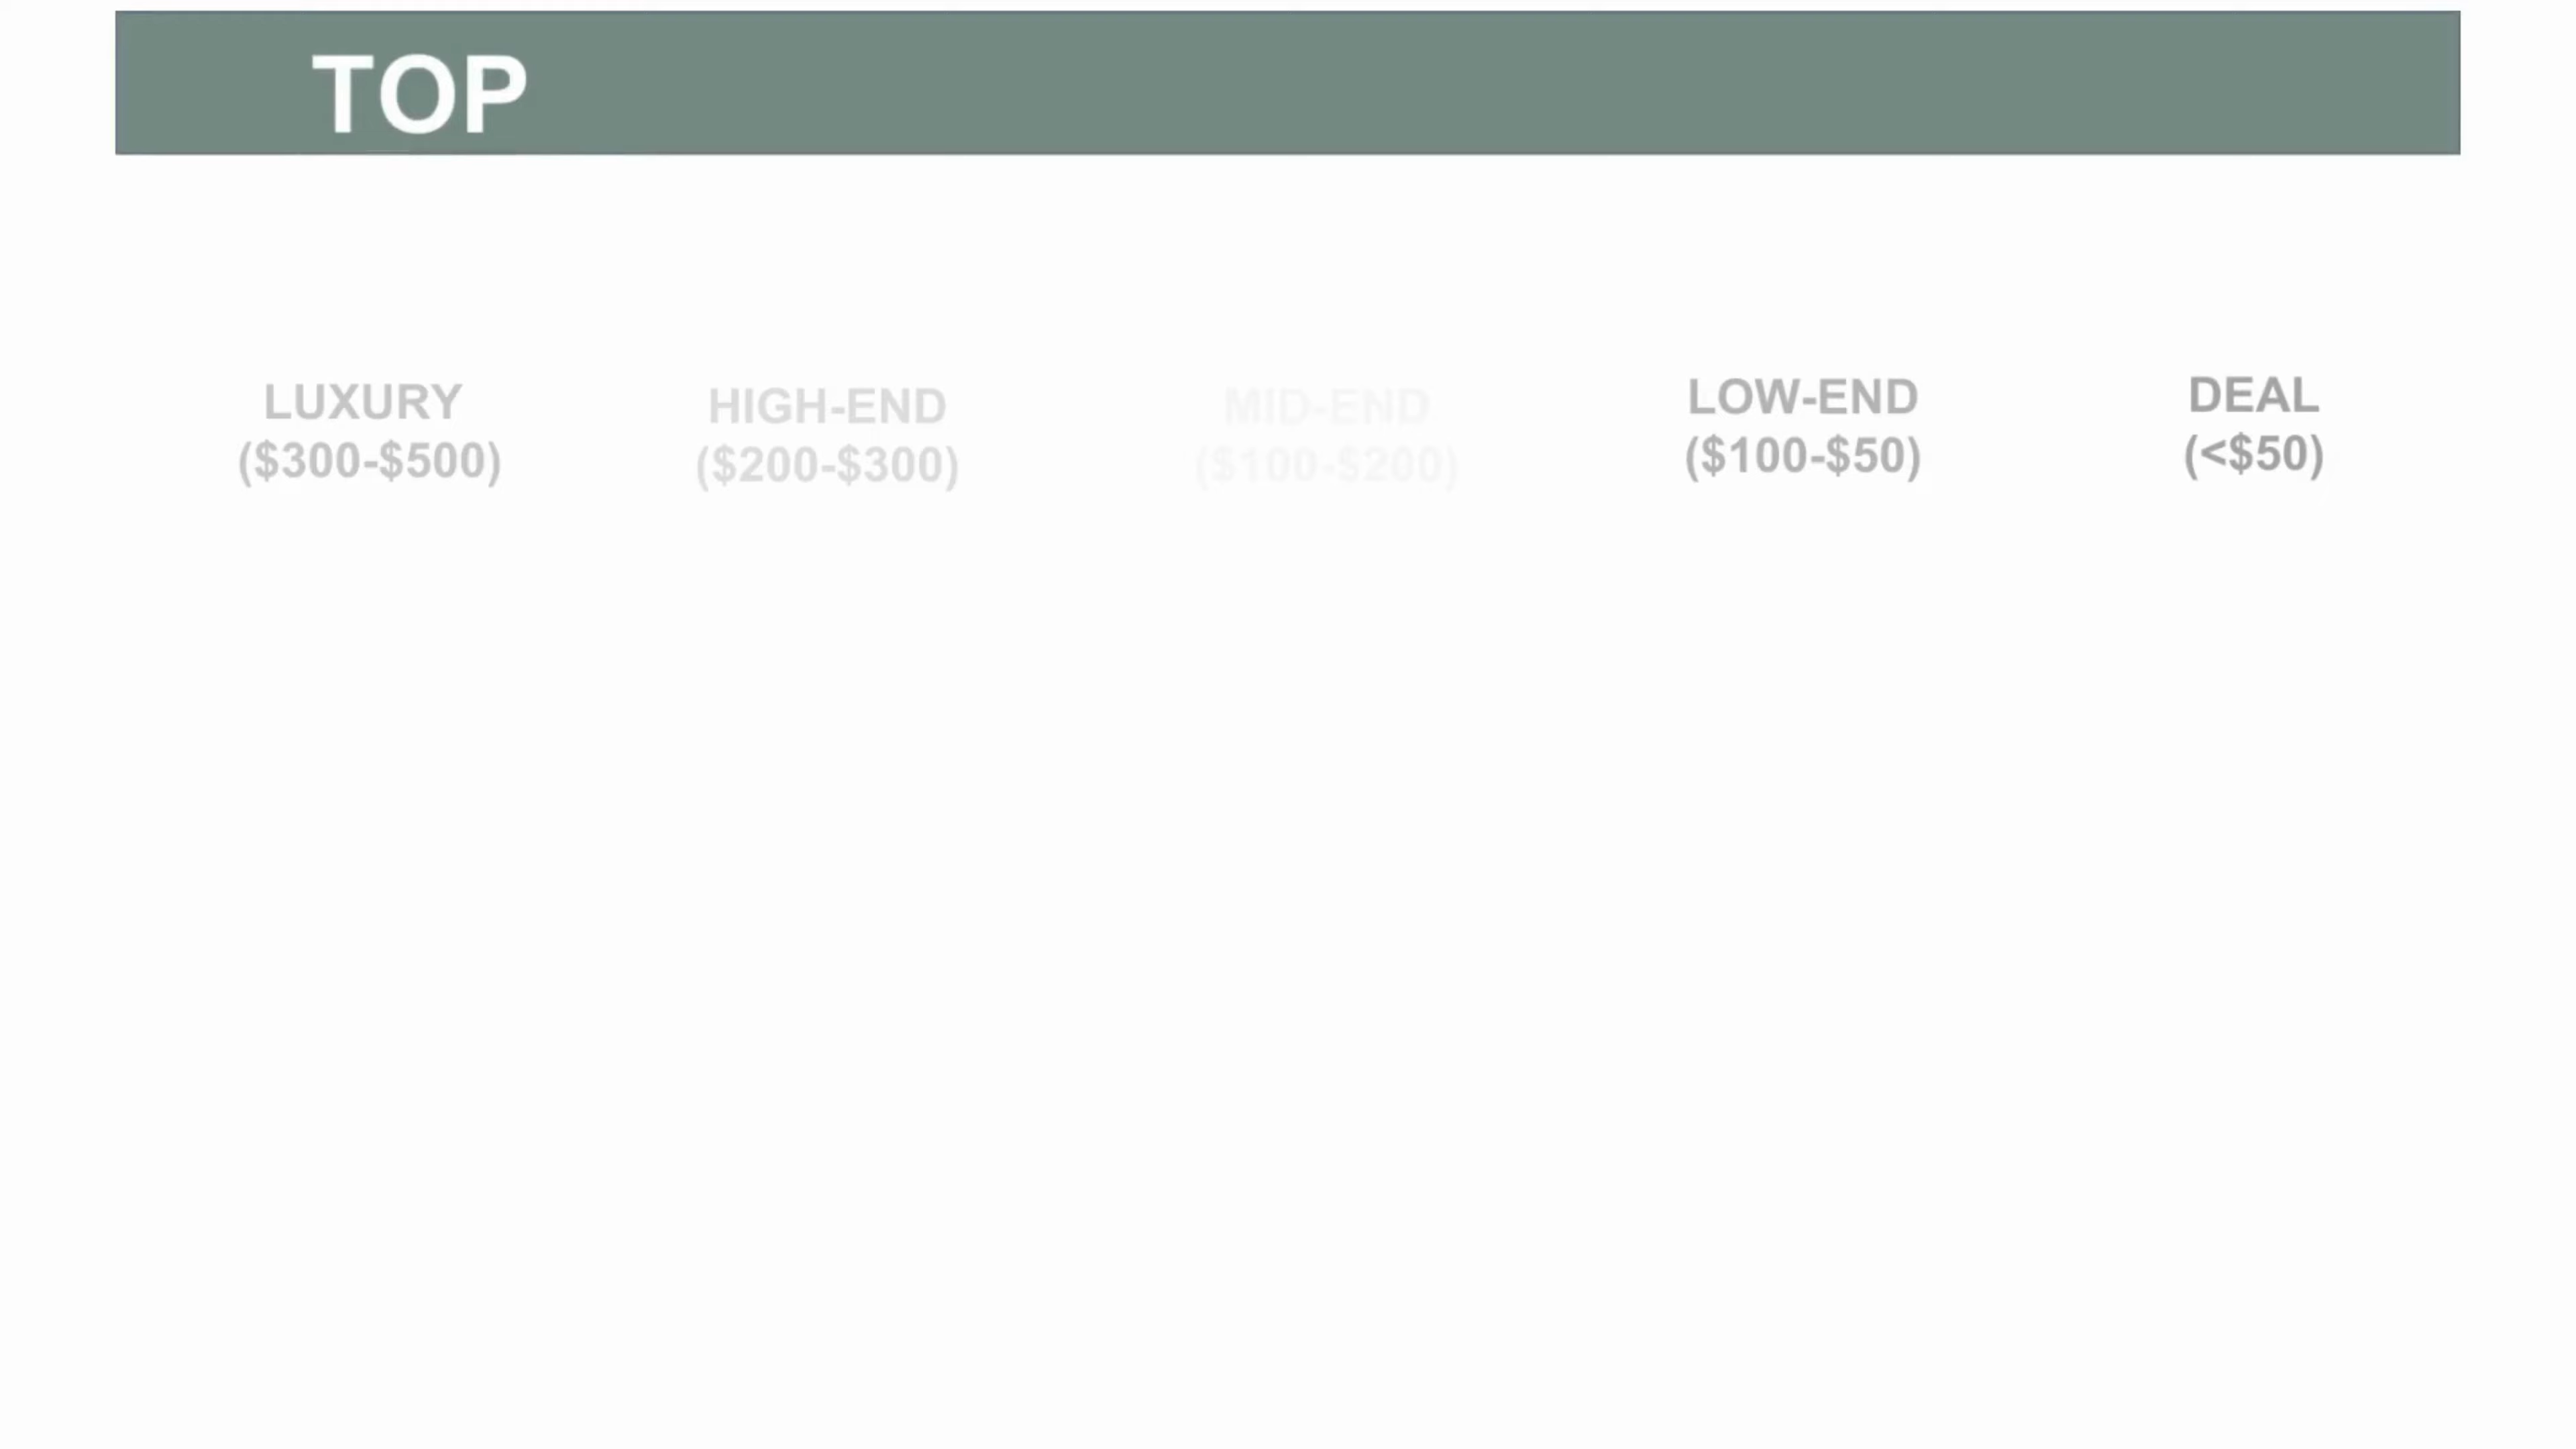 TOP
LUXURY
($300-$500)
HIGH-END
($200-$300)
MID-END
($100-$200)
LOW-END
($100-$50)
DEAL
(<$50)